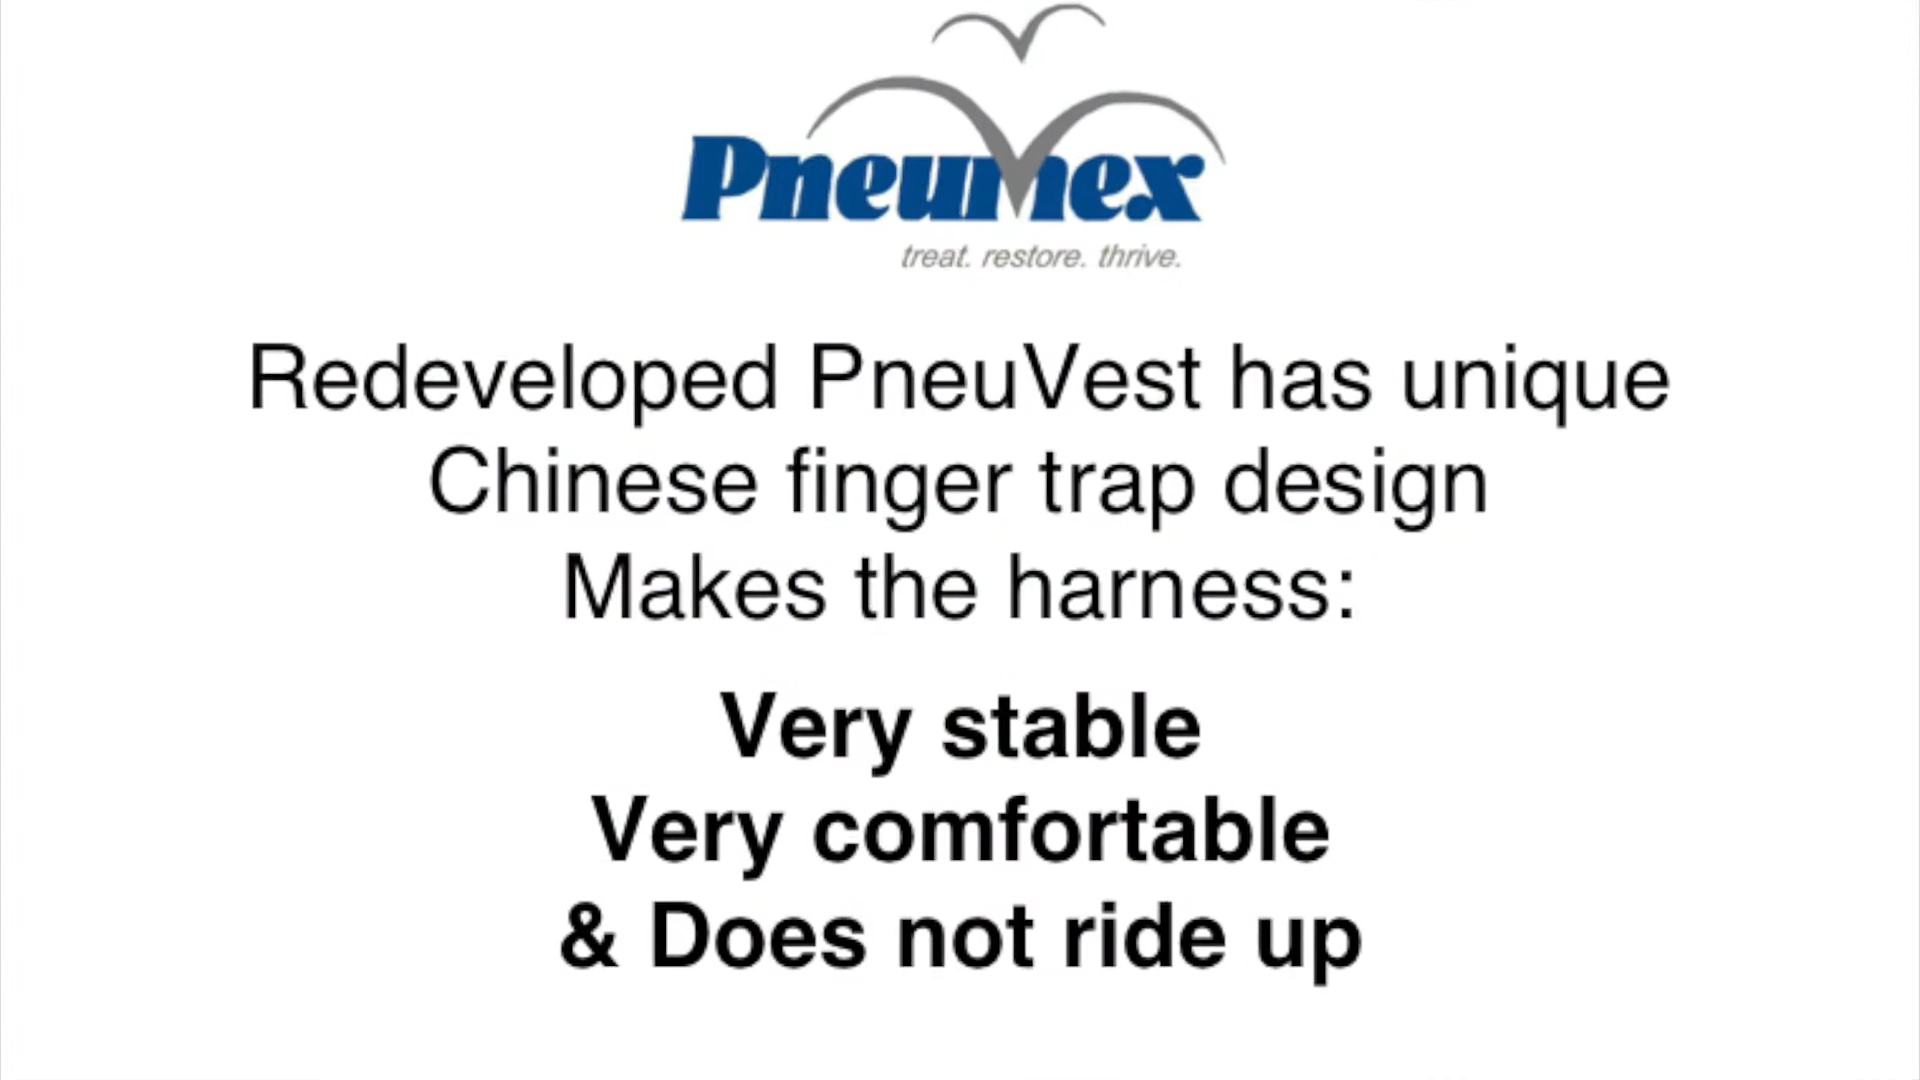 Pneumex
treat. restore. thrive.
Redeveloped PneuVest has unique
Chinese finger trap design
Makes the harness:
Very stable
Very comfortable
& Does not ride up